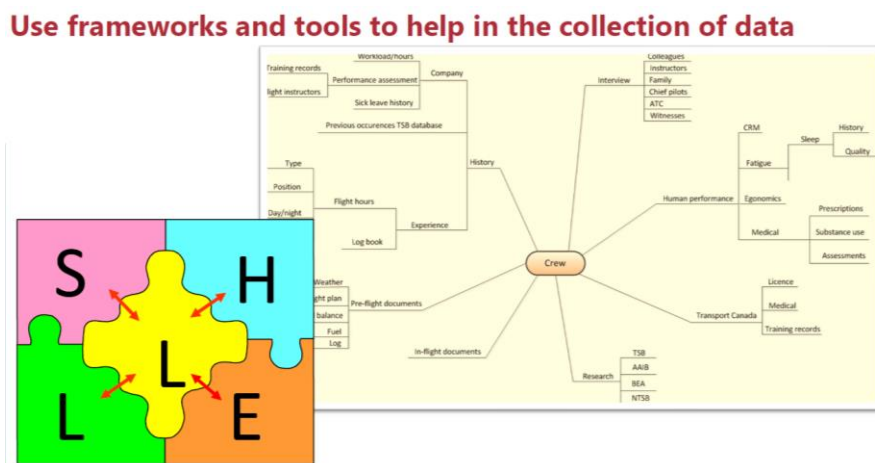 Use frameworks and tools to help in the collection of data
Workload/hours
Training records
Performance assessment
Company
light instructors
Sick leave history
Previous occurences TSB database
History
Type
Position
Flight hours
Day/night
Experience
Log book
Weather
ght plan
Pre-flight documents
balance
Fuel
Log
In-flight documents
Crew
Interview
Colleagues
Instructors
Family
Chief pilots
ATC
Witnesses
Human performance
CRM
Fatigue
Sleep
History
Quality
Egonomics
Medical
Prescriptions
Substance use
Assessments
Transport Canada
Licence
Medical
Training records
Research
TSB
AAIB
BEA
NTSB
S
H
L
L
E